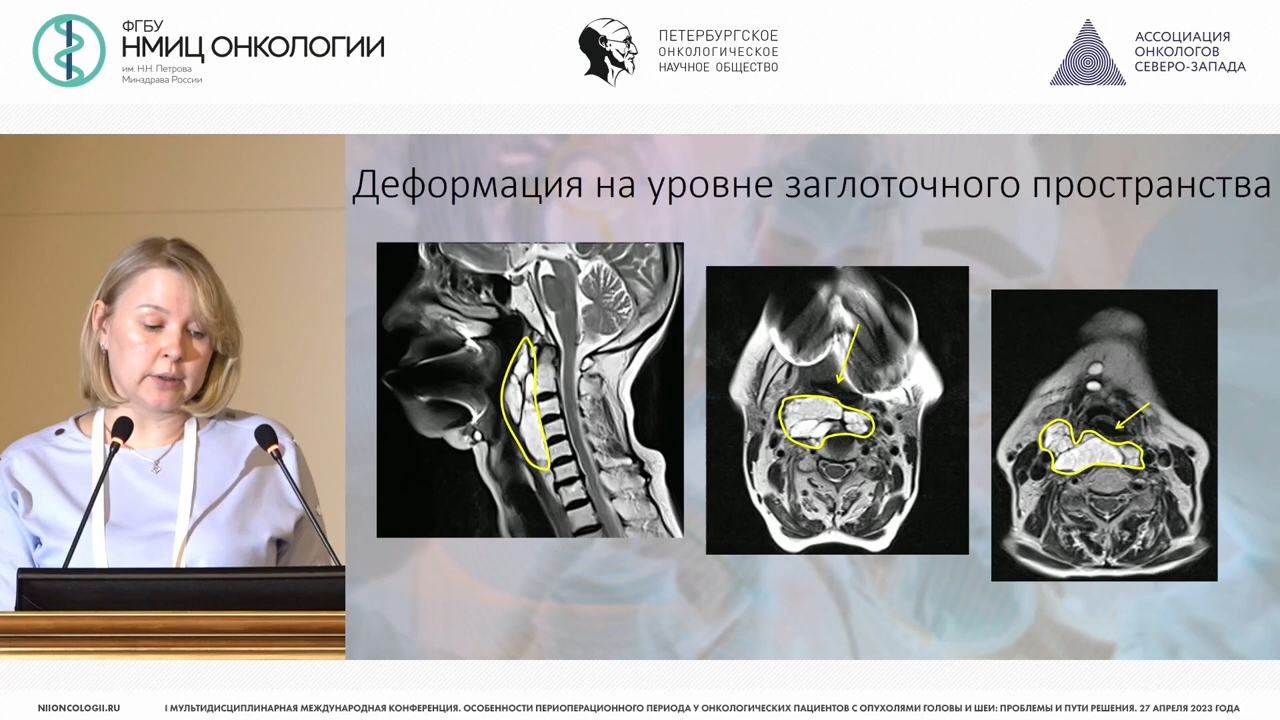 ФГБУ
НМИЦ ОНКОЛОГИИ
им. Н.Н. Петрова
Минздрава России
ПЕТЕРБУРГСКОЕ
ОНКОЛОГИЧЕСКОЕ
НАУЧНОЕ ОБЩЕСТВО
АССОЦИАЦИЯ
ОНКОЛОГОВ
СЕВЕРО-ЗАПАДА
Деформация на уровне заглоточного пространства
NIIONCOLOGII.RU
I МУЛЬТИДИСЦИПЛИНАРНАЯ МЕЖДУНАРОДНАЯ КОНФЕРЕНЦИЯ. ОСОБЕННОСТИ ПЕРИОПЕРАЦИОННОГО ПЕРИОДА У ОНКОЛОГИЧЕСКИХ ПАЦИЕНТОВ С ОПУХОЛЯМИ ГОЛОВЫ И ШЕИ: ПРОБЛЕМЫ И ПУТИ РЕШЕНИЯ. 27 АПРЕЛЯ 2023 ГОДА